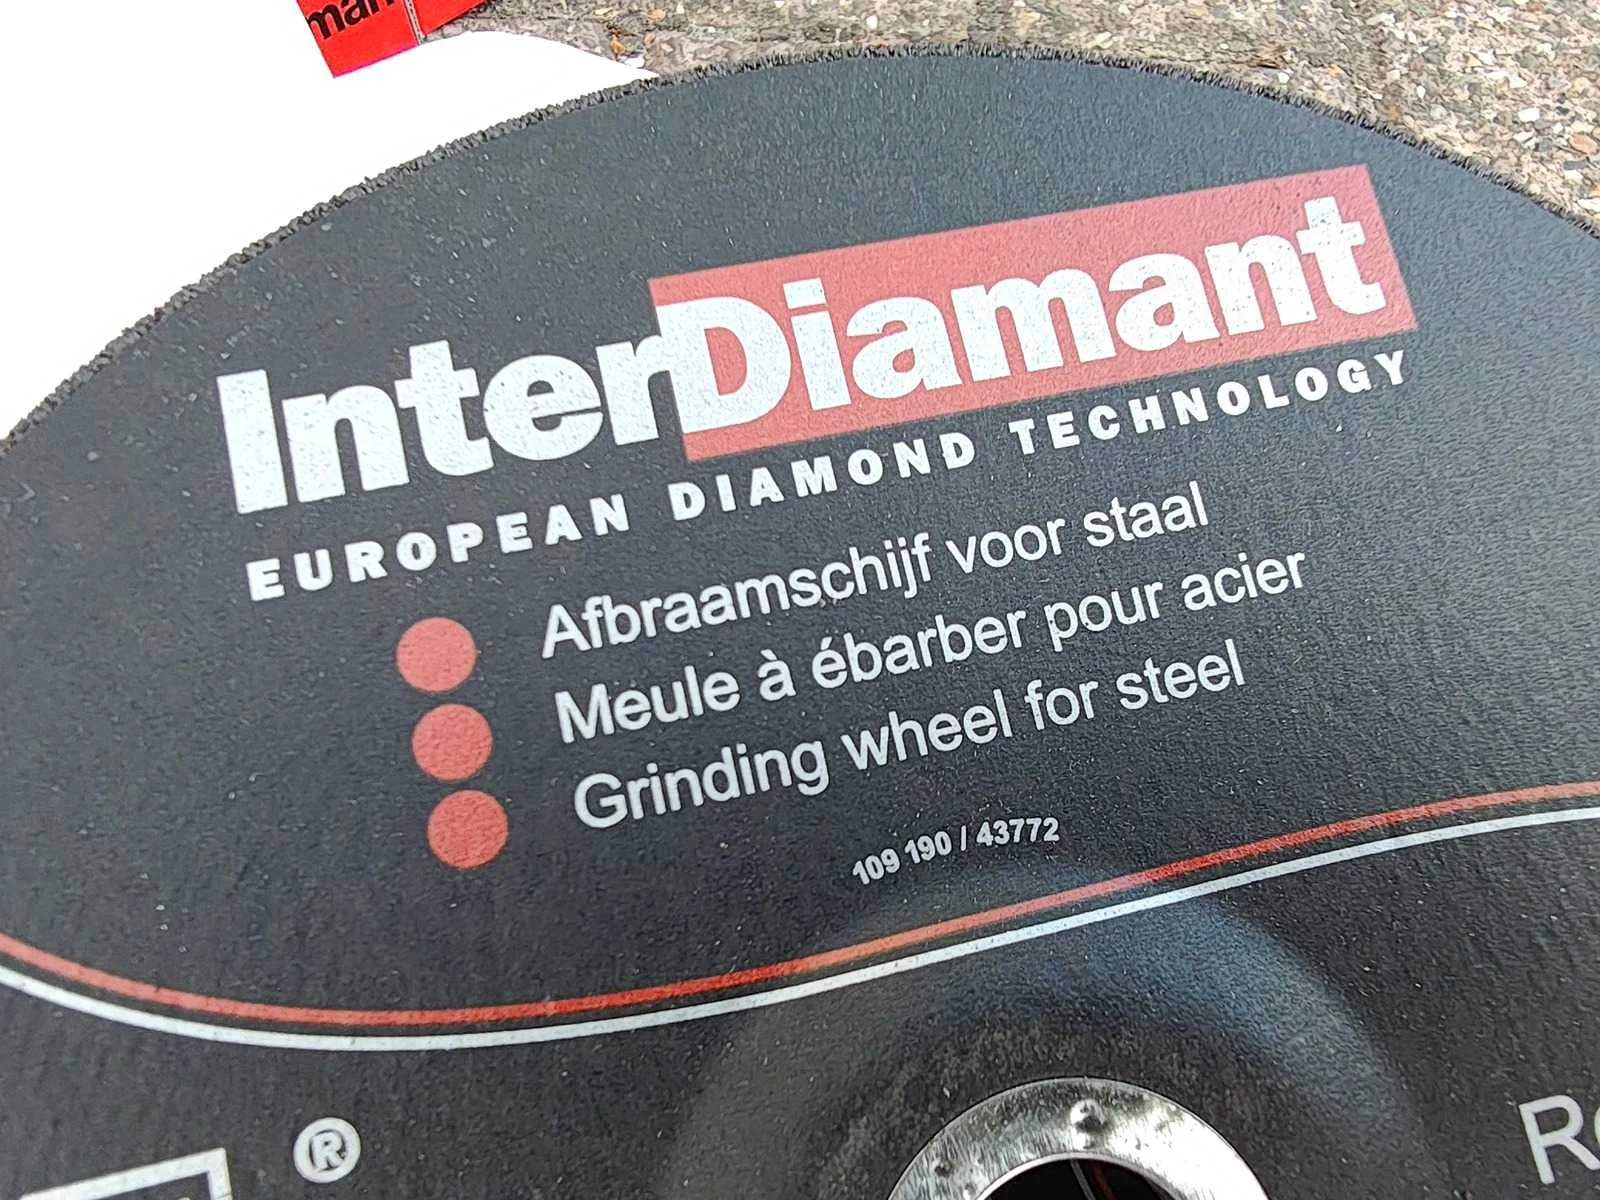 InterDiamant
EUROPEAN DIAMOND TECHNOLOGY
Afbraamschijf voor staal
Meule à ébarber pour acier
Grinding wheel for steel
109 190 / 43772
®